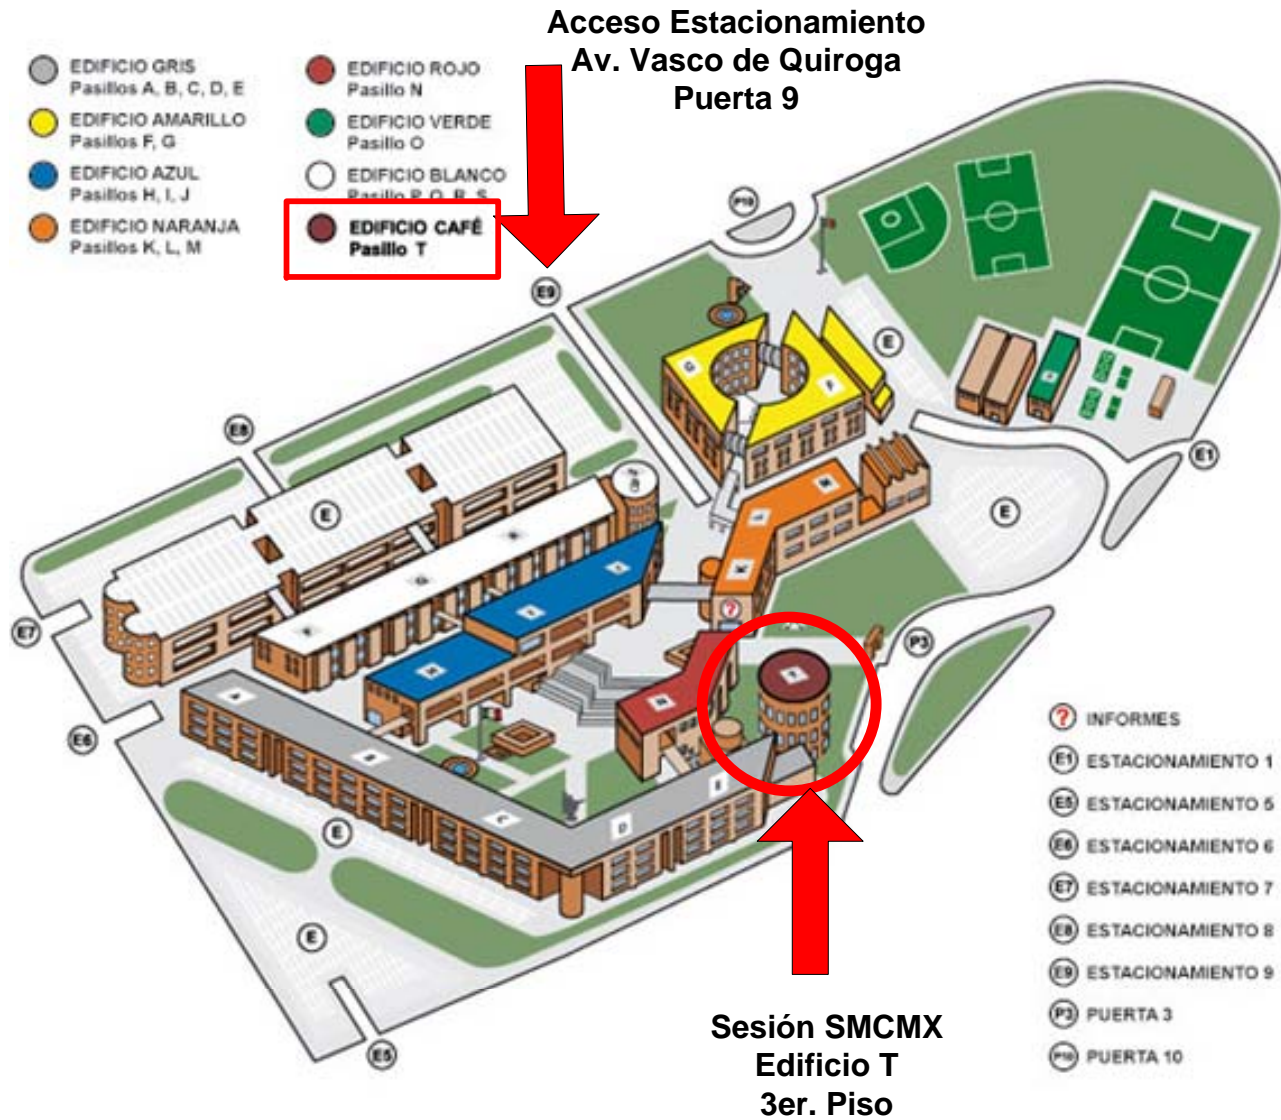 Acceso Estacionamiento
Av. Vasco de Quiroga
Puerta 9
EDIFICIO GRIS
Pasillos A, B, C, D, E
EDIFICIO AMARILLO
Pasillos F, G
EDIFICIO AZUL
Pasillos H, I, J
EDIFICIO NARANJA
Pasillos K, L, M
EDIFICIO ROJO
Pasillo N
EDIFICIO VERDE
Pasillo O
EDIFICIO BLANCO
Pasillo P, Q, R, S
EDIFICIO CAFÉ
Pasillo T
P10
E9
E
G
F
E8
E1
E
E
E7
P3
A
B
C
D
E
E6
E
E
E5
?
? INFORMES
E1 ESTACIONAMIENTO 1
E5 ESTACIONAMIENTO 5
E6 ESTACIONAMIENTO 6
E7 ESTACIONAMIENTO 7
E8 ESTACIONAMIENTO 8
E9 ESTACIONAMIENTO 9
P3 PUERTA 3
P10 PUERTA 10
Sesión SMCMX
Edificio T
3er. Piso